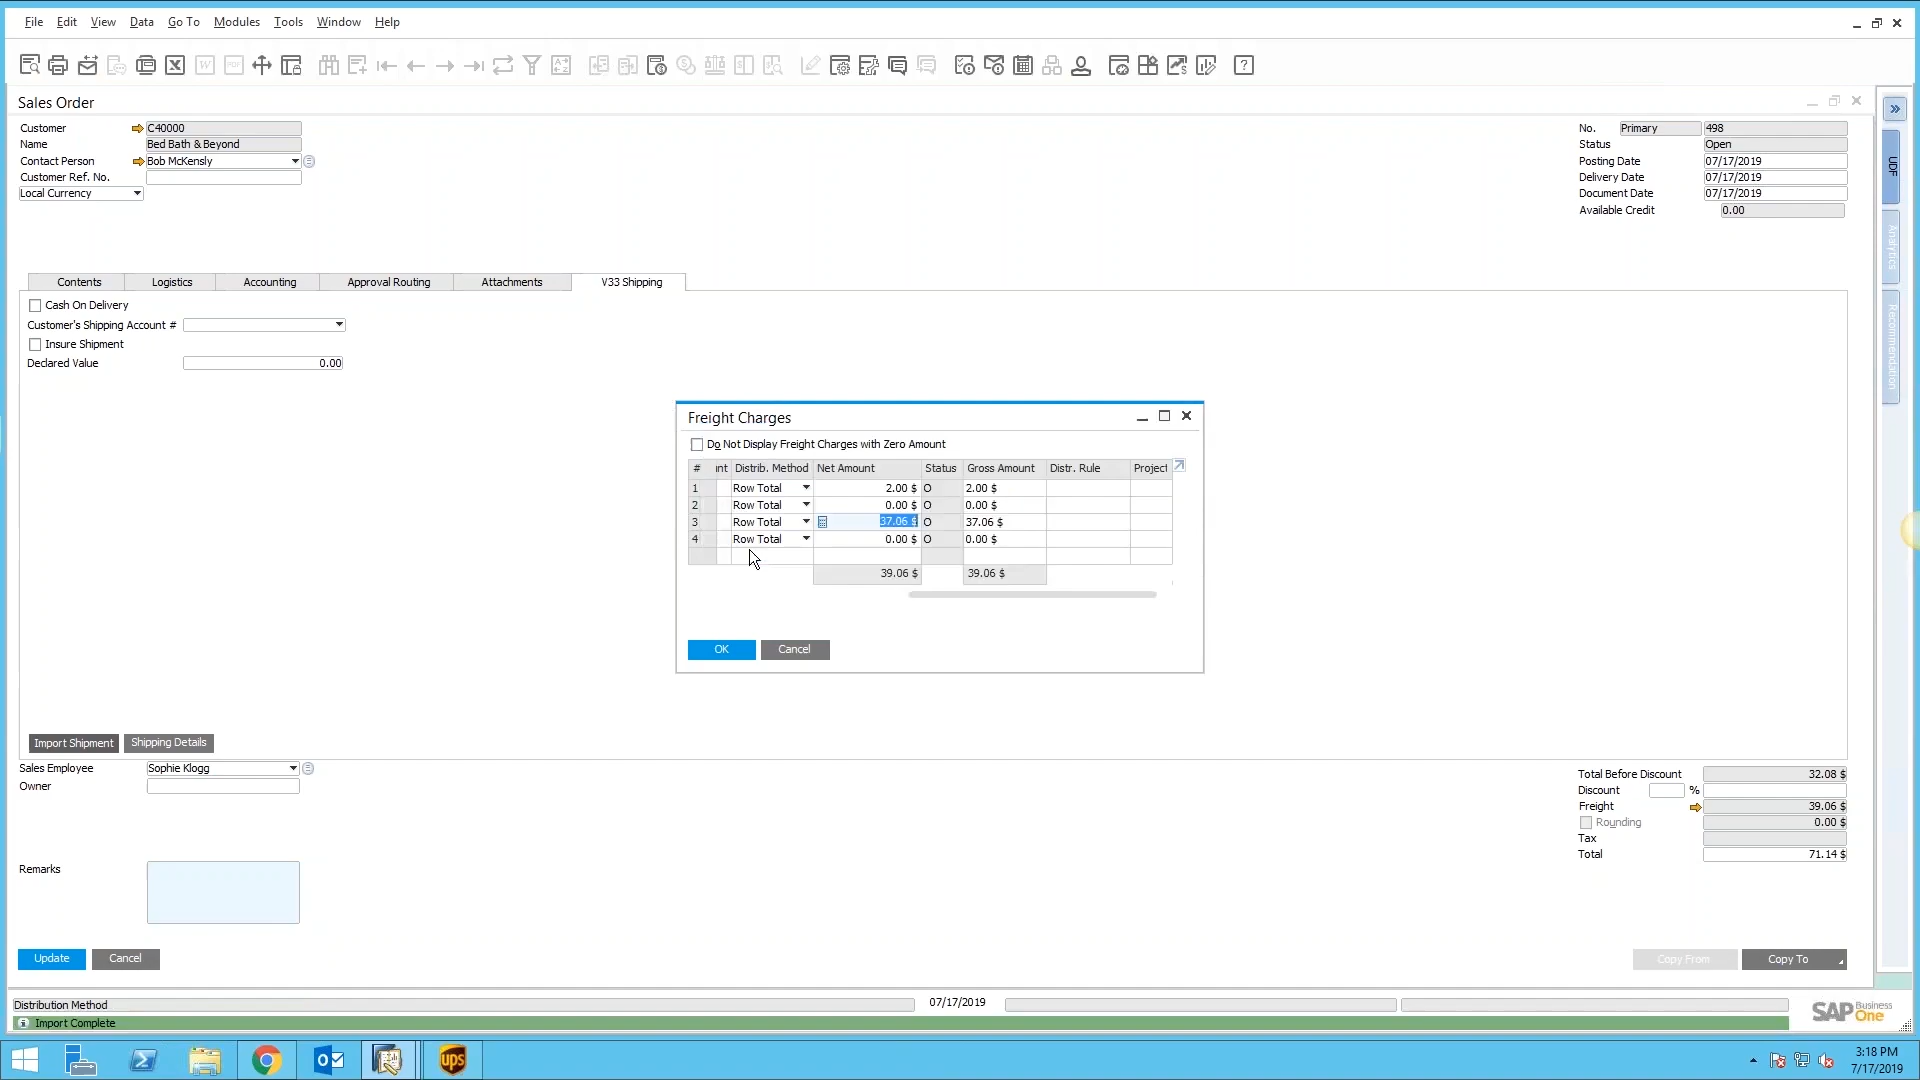 File Edit View Data Go To Modules Tools Window Help
Sales Order
Customer C40000
Name Bed Bath & Beyond
Contact Person Bob McKensly
Customer Ref. No.
Local Currency
No. Primary 498
Status Open
Posting Date 07/17/2019
Delivery Date 07/17/2019
Document Date 07/17/2019
Available Credit 0.00
UDF
Analytics
Recommendation
Contents Logistics Accounting Approval Routing Attachments V33 Shipping
Cash On Delivery
Customer's Shipping Account #
Insure Shipment
Declared Value 0.00
Freight Charges
Do Not Display Freight Charges with Zero Amount
# int Distrib. Method Net Amount Status Gross Amount Distr. Rule Project
1 Row Total 2.00 $ O 2.00 $
2 Row Total 0.00 $ O 0.00 $
3 Row Total 37.06 $ O 37.06 $
4 Row Total 0.00 $ O 0.00 $
39.06 $ 39.06 $
OK Cancel
Import Shipment Shipping Details
Sales Employee Sophie Klogg
Owner
Remarks
Total Before Discount 32.08 $
Discount %
Freight 39.06 $
Rounding 0.00 $
Tax
Total 71.14 $
Update Cancel
Copy From Copy To
Distribution Method 07/17/2019
Import Complete
SAP Business One
ups
3:18 PM
7/17/2019